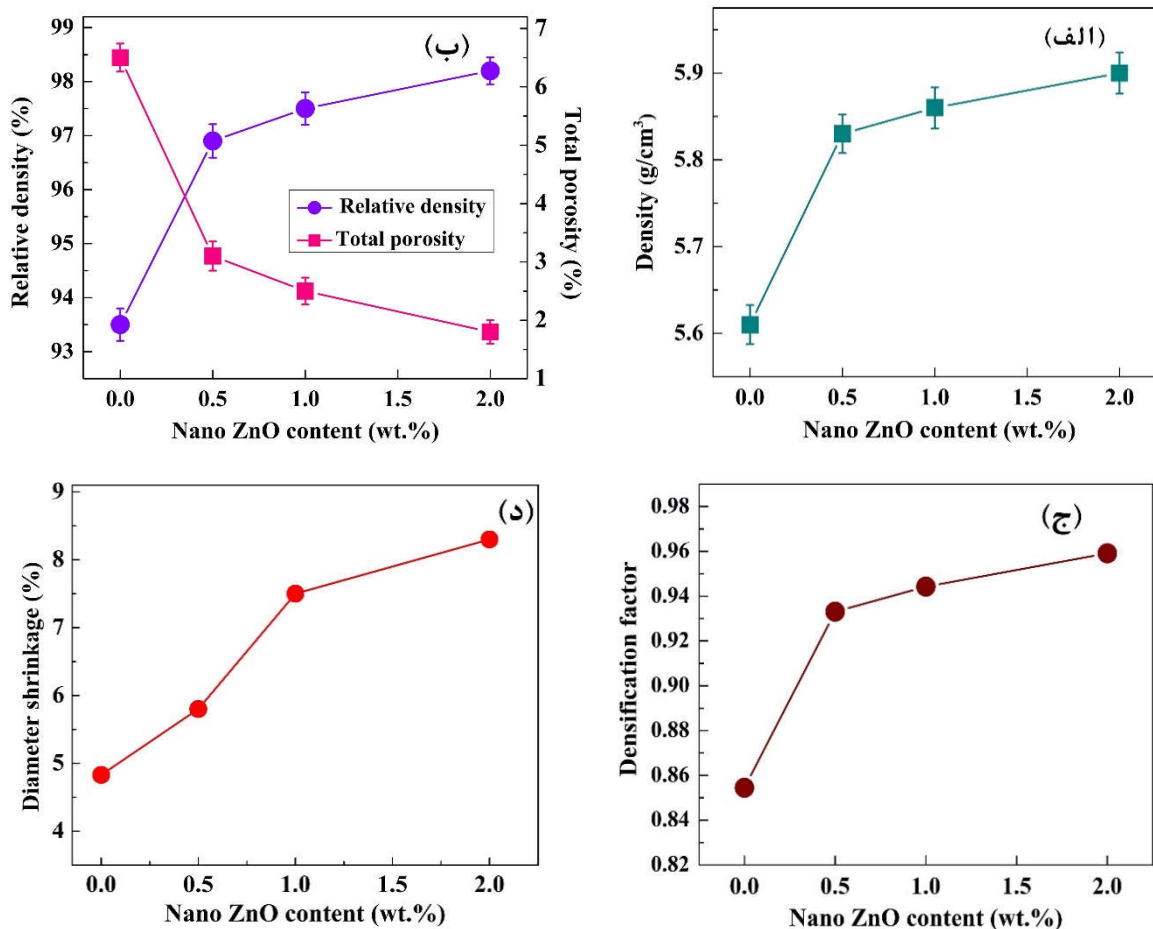 (ب)
Relative density (%)
99
98
97
96
95
94
93
Total porosity (%)
7
6
5
4
3
2
1
Relative density
Total porosity
0.0 0.5 1.0 1.5 2.0
Nano ZnO content (wt.%)
(الف)
Density (g/cm³)
5.9
5.8
5.7
5.6
0.0 0.5 1.0 1.5 2.0
Nano ZnO content (wt.%)
(د)
Diameter shrinkage (%)
9
8
7
6
5
4
0.0 0.5 1.0 1.5 2.0
Nano ZnO content (wt.%)
(ج)
Densification factor
0.98
0.96
0.94
0.92
0.90
0.88
0.86
0.84
0.82
0.0 0.5 1.0 1.5 2.0
Nano ZnO content (wt.%)